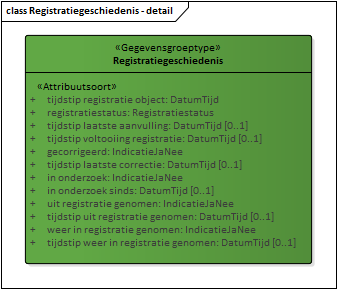 class Registratiegeschiedenis - detail
«Gegevensgroeptype»
Registratiegeschiedenis
«Attribuutsoort»
+ tijdstip registratie object: DatumTijd
+ registratiestatus: Registratiestatus
+ tijdstip laatste aanvulling: DatumTijd [0..1]
+ tijdstip voltooiing registratie: DatumTijd [0..1]
+ gecorrigeerd: IndicatieJaNee
+ tijdstip laatste correctie: DatumTijd [0..1]
+ in onderzoek: IndicatieJaNee
+ in onderzoek sinds: DatumTijd [0..1]
+ uit registratie genomen: IndicatieJaNee
+ tijdstip uit registratie genomen: DatumTijd [0..1]
+ weer in registratie genomen: IndicatieJaNee
+ tijdstip weer in registratie genomen: DatumTijd [0..1]